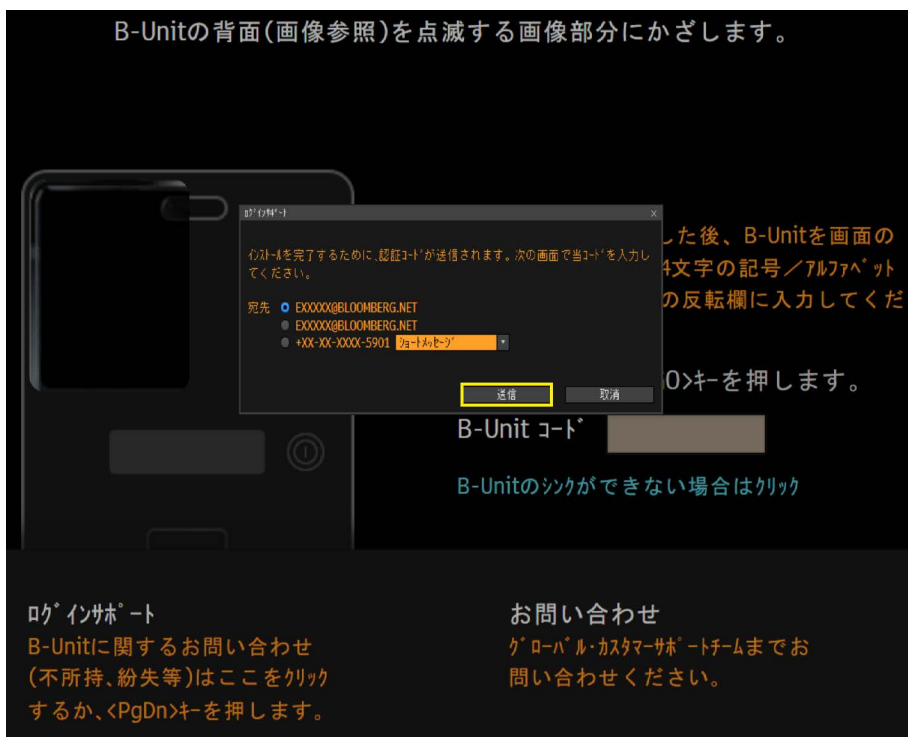 B-Unitの背面(画像参照)を点滅する画像部分にかざします。
した後、B-Unitを画面の
4文字の記号／ｱﾙﾌｧﾍﾞｯﾄ
の反転欄に入力してくだ
O>ｷｰを押します。
ﾛｸﾞｲﾝｻﾎﾟｰﾄ
X
ｲﾝｽﾄｰﾙを完了するために､認証ｺｰﾄﾞが送信されます。次の画面で当ｺｰﾄﾞを入力し
てください。
宛先 EXXXXX@BLOOMBERG.NET
EXXXXX@BLOOMBERG.NET
+XX-XX-XXXX-5901 ｼｮｰﾄﾒｯｾｰｼﾞ
送信 取消
B-Unit ｺｰﾄﾞ
B-Unitのｼﾝｸができない場合はｸﾘｯｸ
ﾛｸﾞｲﾝｻﾎﾟｰﾄ
B-Unitに関するお問い合わせ
(不所持､紛失等)はここをｸﾘｯｸ
するか､<PgDn>ｷｰを押します。
お問い合わせ
ｸﾞﾛｰﾊﾞﾙ･ｶｽﾀﾏｰｻﾎﾟｰﾄﾁｰﾑまでお
問い合わせください。